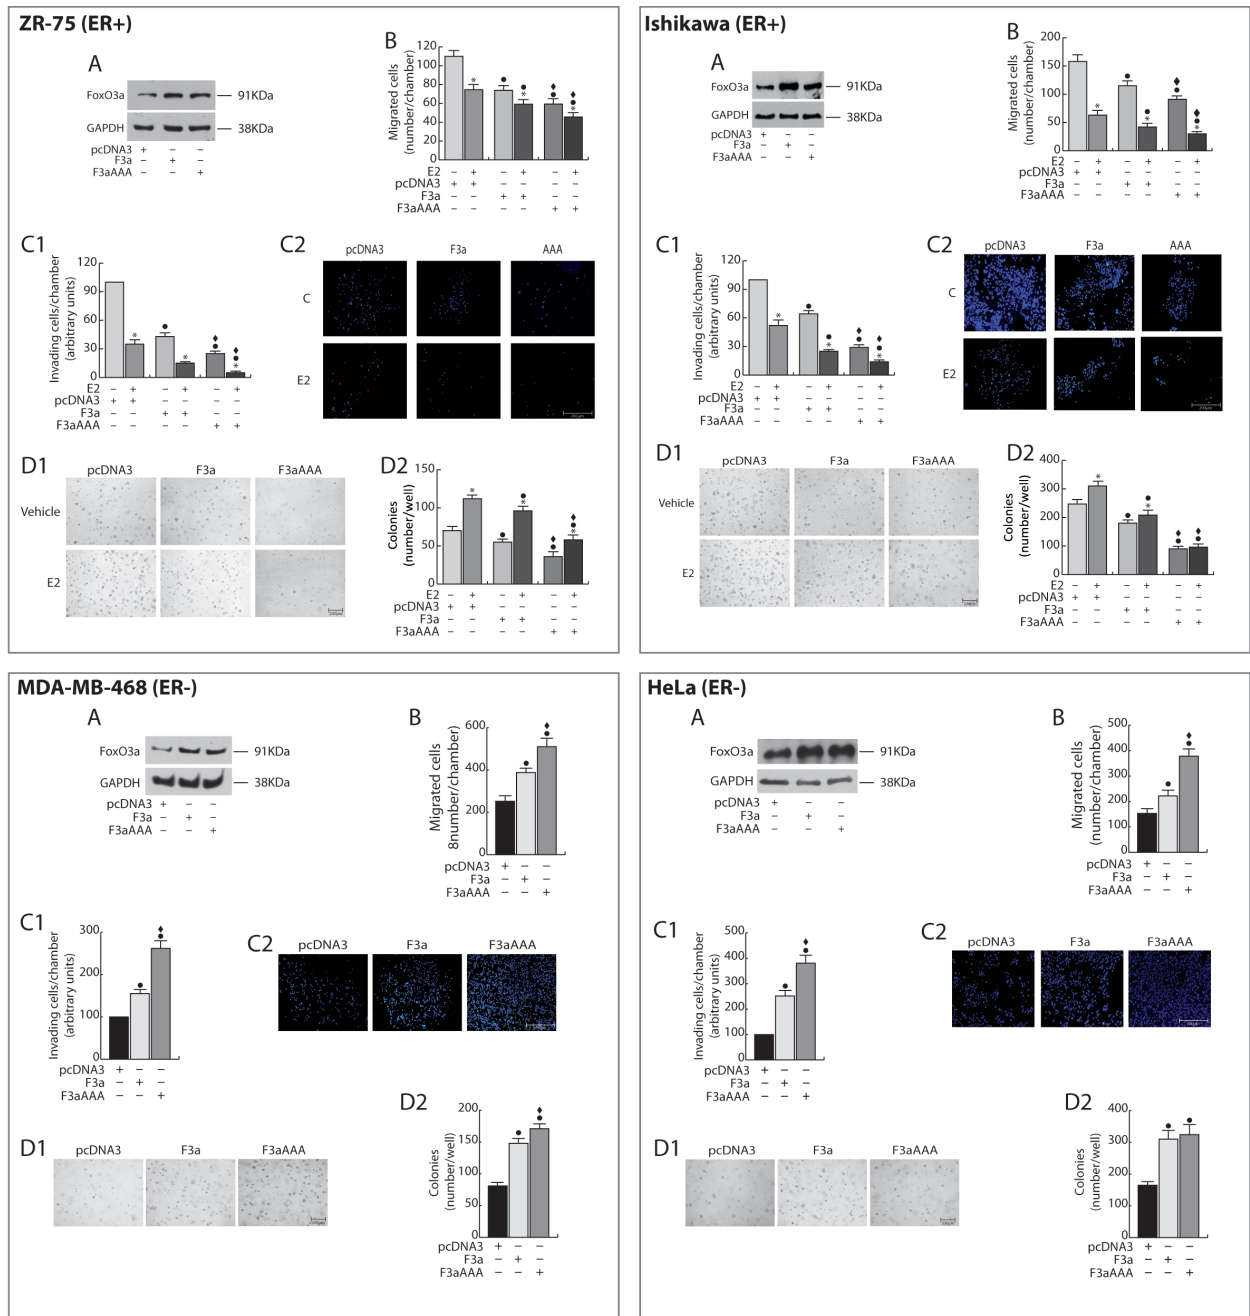 ZR-75 (ER+)
A
FoxO3a
91KDa
GAPDH
38KDa
pcDNA3 + – –
F3a – + –
F3aAAA – – +
B
Migrated cells
(number/chamber)
120
100
80
60
40
20
0
* ● ● * ♦ ● ♦ ● *
E2 – + – + – +
pcDNA3 + + – – – –
F3a – – + + – –
F3aAAA – – – – + +
C1
Invading cells/chamber
(arbitrary units)
120
90
60
30
0
* ● * ♦ ● ♦ ● *
E2 – + – + – +
pcDNA3 + + – – – –
F3a – – + + – –
F3aAAA – – – – + +
C2
pcDNA3 F3a AAA
C
E2
D1
pcDNA3 F3a F3aAAA
Vehicle
E2
D2
Colonies
(number/well)
150
100
50
0
* ● ● * ♦ ● ♦ ● *
E2 – + – + – +
pcDNA3 + + – – – –
F3a – – + + – –
F3aAAA – – – – + +
Ishikawa (ER+)
A
FoxO3a
91KDa
GAPDH
38KDa
pcDNA3 + – –
F3a – + –
F3aAAA – – +
B
Migrated cells
(number/chamber)
200
150
100
50
0
* ● ● * ♦ ● ♦ ● *
E2 – + – + – +
pcDNA3 + + – – – –
F3a – – + + – –
F3aAAA – – – – + +
C1
Invading cells/chamber
(arbitrary units)
120
90
60
30
0
* ● ● * ♦ ● ♦ ● *
E2 – + – + – +
pcDNA3 + + – – – –
F3a – – + + – –
F3aAAA – – – – + +
C2
pcDNA3 F3a AAA
C
E2
200µm
D1
pcDNA3 F3a F3aAAA
Vehicle
E2
D2
Colonies
(number/well)
400
300
200
100
0
* ● ● * ♦ ● ♦ ●
E2 – + – + – +
pcDNA3 + + – – – –
F3a – – + + – –
F3aAAA – – – – + +
MDA-MB-468 (ER-)
A
FoxO3a
91KDa
GAPDH
38KDa
pcDNA3 + – –
F3a – + –
F3aAAA – – +
B
Migrated cells
8number/chamber)
600
400
200
0
● ♦ ●
pcDNA3 + – –
F3a – + –
F3aAAA – – +
C1
Invading cells/chamber
(arbitrary units)
300
200
100
0
● ♦ ●
pcDNA3 + – –
F3a – + –
F3aAAA – – +
C2
pcDNA3 F3a F3aAAA
D1
pcDNA3 F3a F3aAAA
D2
Colonies
(number/well)
200
150
100
50
0
● ♦ ●
pcDNA3 + – –
F3a – + –
F3aAAA – – +
HeLa (ER-)
A
FoxO3a
91KDa
GAPDH
38KDa
pcDNA3 + – –
F3a – + –
F3aAAA – – +
B
Migrated cells
(number/chamber)
500
400
300
200
100
0
● ♦ ●
pcDNA3 + – –
F3a – + –
F3aAAA – – +
C1
Invading cells/chamber
(arbitrary units)
500
400
300
200
100
0
● ♦ ●
pcDNA3 + – –
F3a – + –
F3aAAA – – +
C2
pcDNA3 F3a F3aAAA
D1
pcDNA3 F3a F3aAAA
D2
Colonies
(number/well)
400
300
200
100
0
● ●
pcDNA3 + – –
F3a – + –
F3aAAA – – +